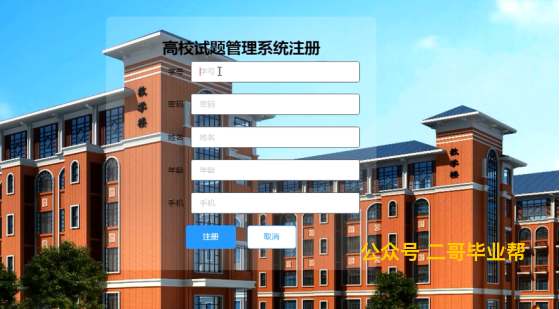 高校试题管理系统注册
学号 学号
密码 密码
姓名 姓名
年龄 年龄
手机 手机
注册 取消
教学楼
教学楼
公众号 二哥毕业帮